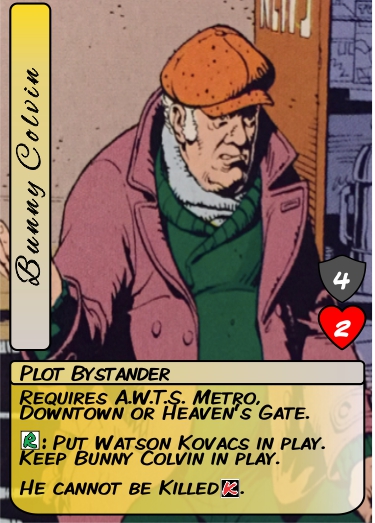 Bunny Colvin
NEWS
4
2
PLOT BYSTANDER
REQUIRES A.W.T.S. METRO,
DOWNTOWN OR HEAVEN'S GATE.
R: PUT WATSON KOVACS IN PLAY.
KEEP BUNNY COLVIN IN PLAY.
HE CANNOT BE KILLED K.